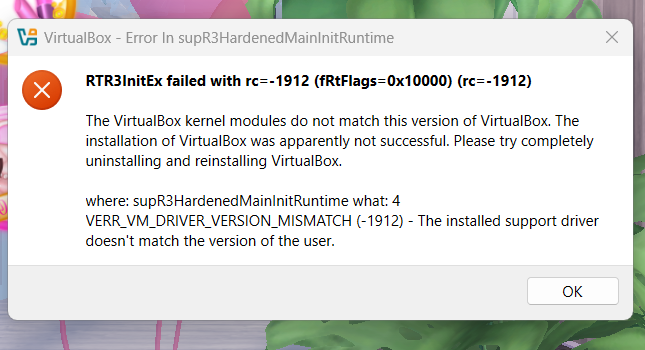 VirtualBox - Error In supR3HardenedMainInitRuntime
RTR3InitEx failed with rc=-1912 (fRtFlags=0x10000) (rc=-1912)
The VirtualBox kernel modules do not match this version of VirtualBox. The
installation of VirtualBox was apparently not successful. Please try completely
uninstalling and reinstalling VirtualBox.
where: supR3HardenedMainInitRuntime what: 4
VERR_VM_DRIVER_VERSION_MISMATCH (-1912) - The installed support driver
doesn't match the version of the user.
OK